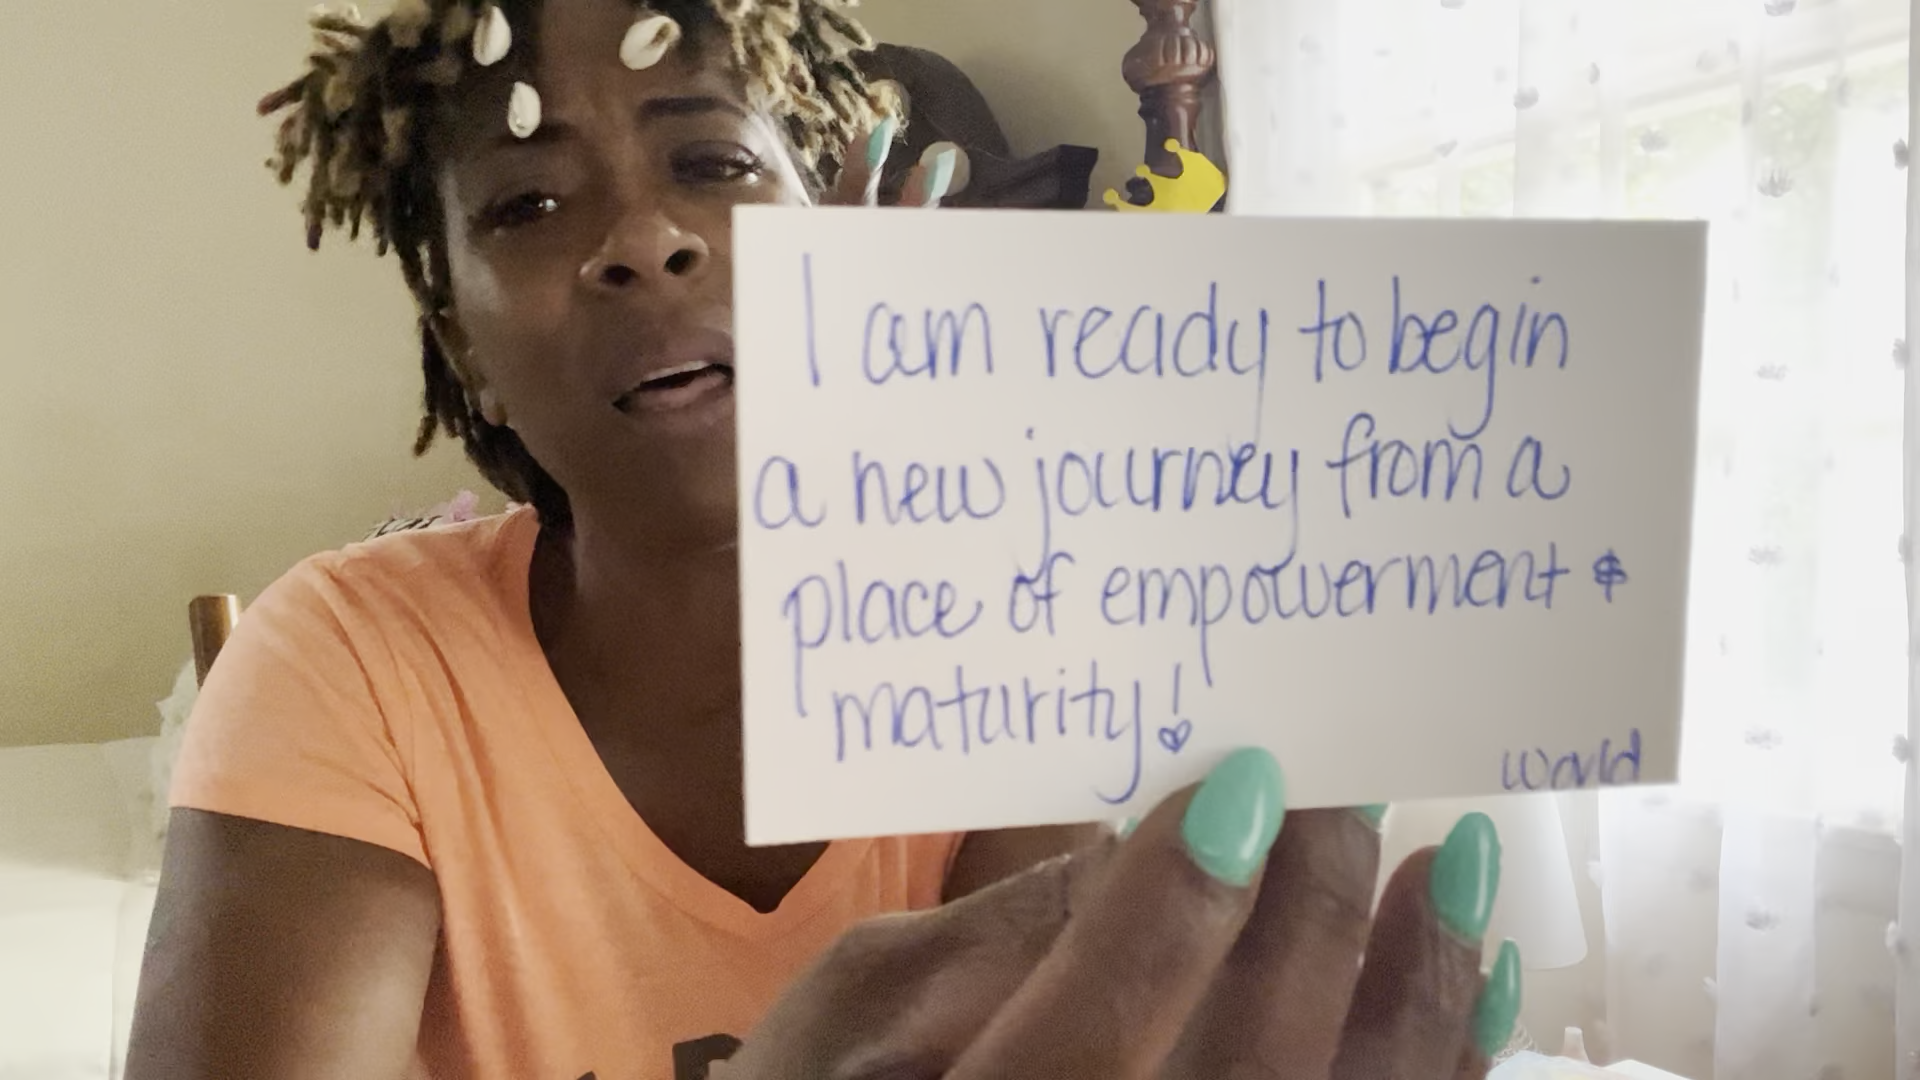 I am ready to begin
a new journey from a
place of empowerment &
maturity!
World